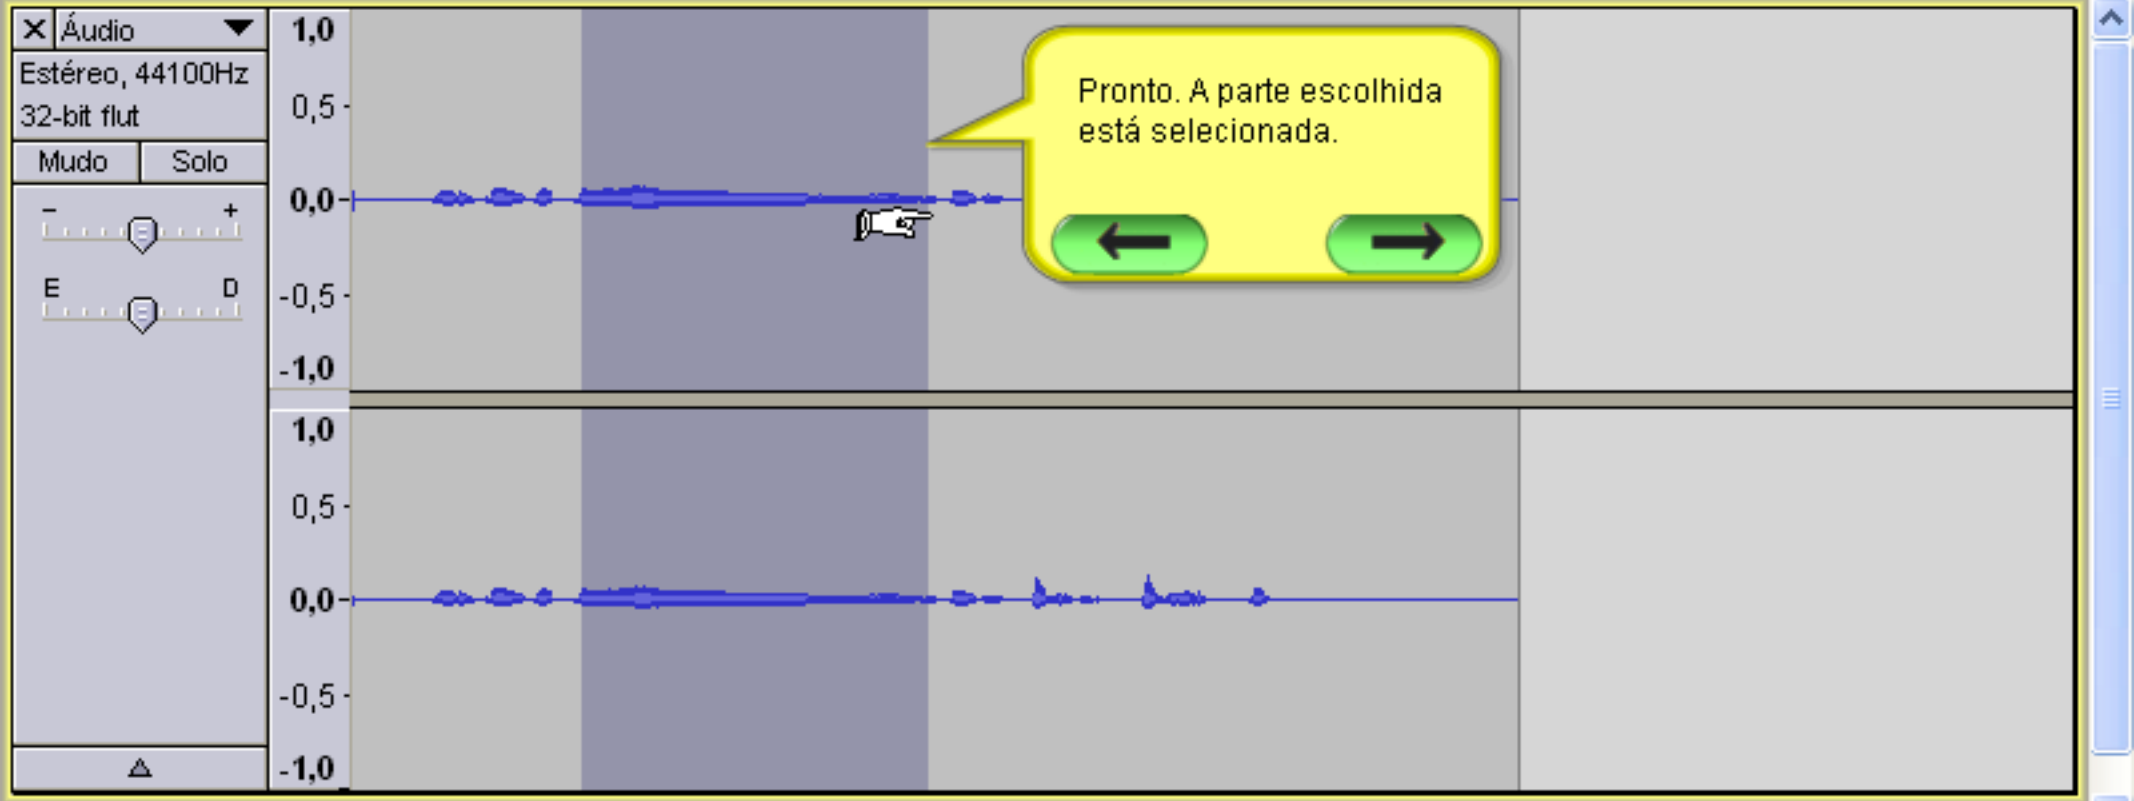 Áudio
Estéreo, 44100Hz
32-bit flut
Mudo Solo
- +
E D
1,0
0,5
0,0
-0,5
-1,0
1,0
0,5
0,0
-0,5
-1,0
Pronto. A parte escolhida
está selecionada.